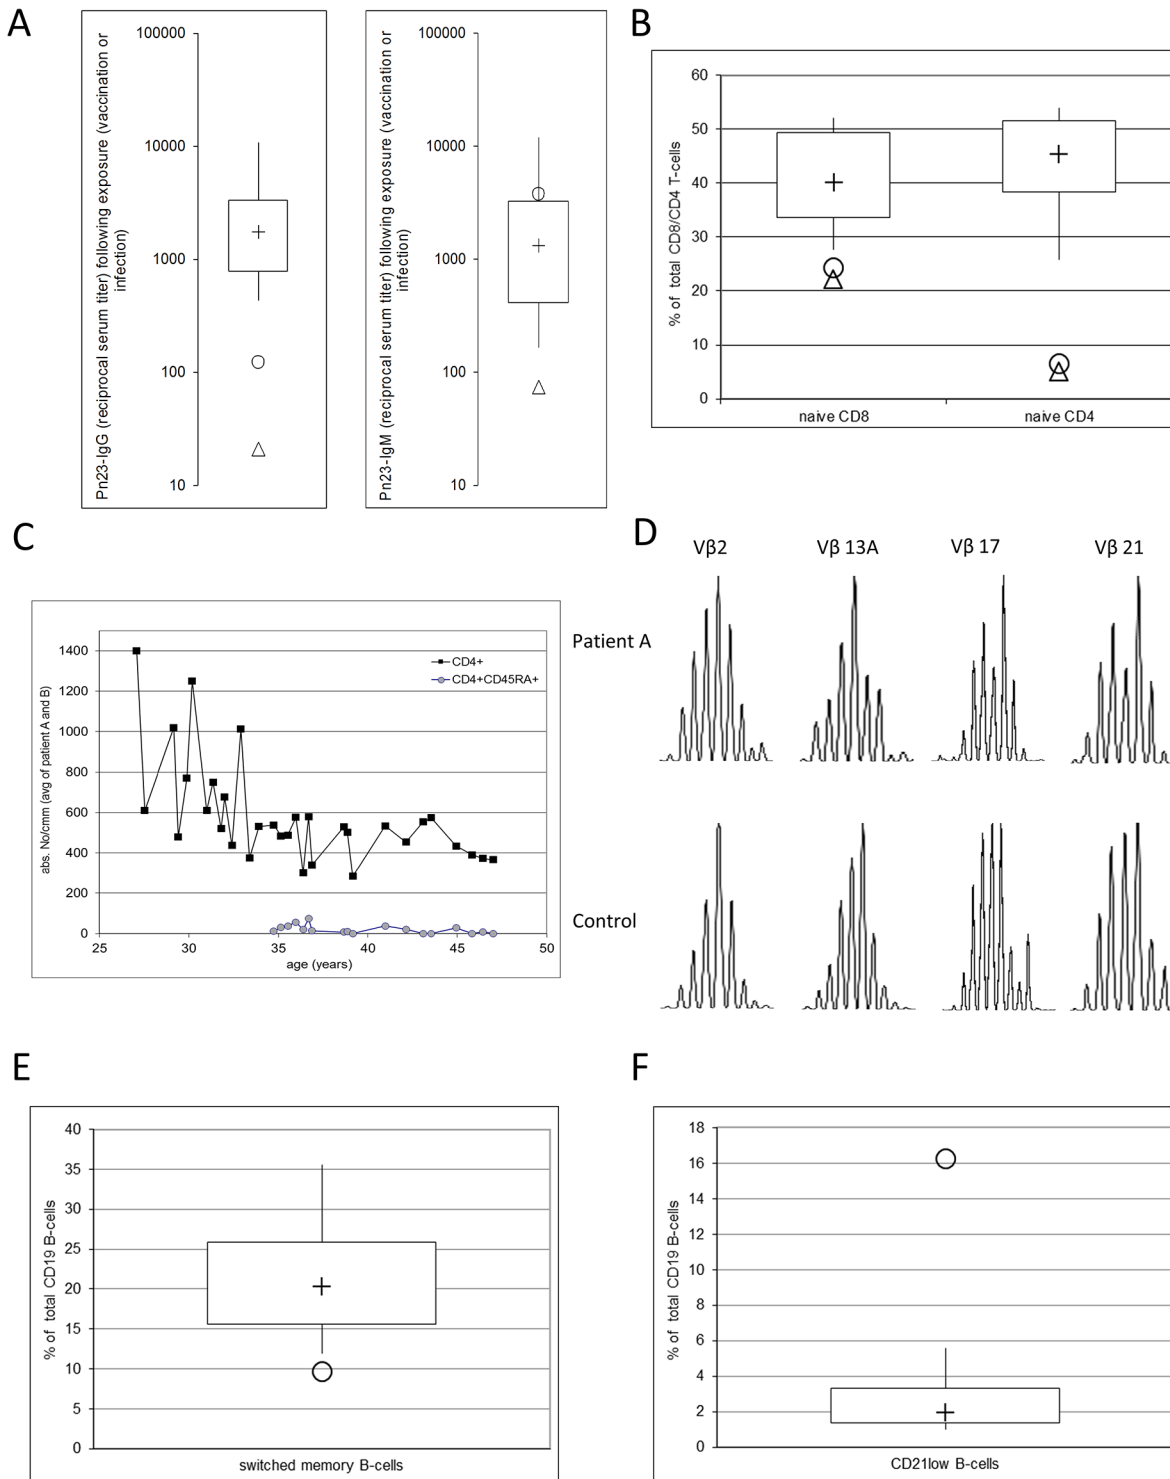 A
Pn23-IgG (reciprocal serum titer) following exposure (vaccination or
infection)
100000
10000
1000
100
10
Pn23-IgM (reciprocal serum titer) following exposure (vaccination or
infection)
100000
10000
1000
100
10
B
% of total CD8/CD4 T-cells
60
50
40
30
20
10
0
naive CD8
naive CD4
C
abs. No/cmm (avg of patient A and B)
1400
1200
1000
800
600
400
200
0
CD4+
CD4+CD45RA+
25
30
35
40
45
50
age (years)
D
Vβ2
Vβ 13A
Vβ 17
Vβ 21
Patient A
Control
E
% of total CD19 B-cells
40
35
30
25
20
15
10
5
0
switched memory B-cells
F
% of total CD19 B-cells
18
16
14
12
10
8
6
4
2
0
CD21low B-cells